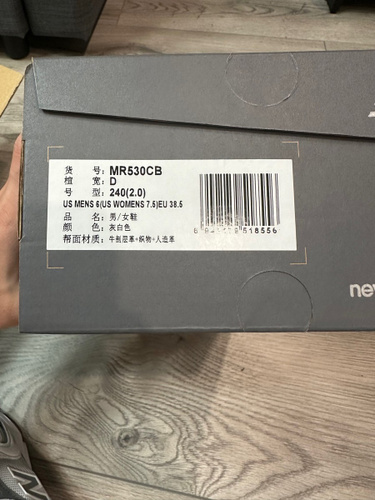 货 号: MR530CB
楦 宽: D
号 型: 240(2.0)
US MENS 6(US WOMENS 7.5)EU 38.5
品 名: 男/女鞋
颜 色: 灰白色
帮面材质: 牛剖层革+织物+人造革
518556
new
N